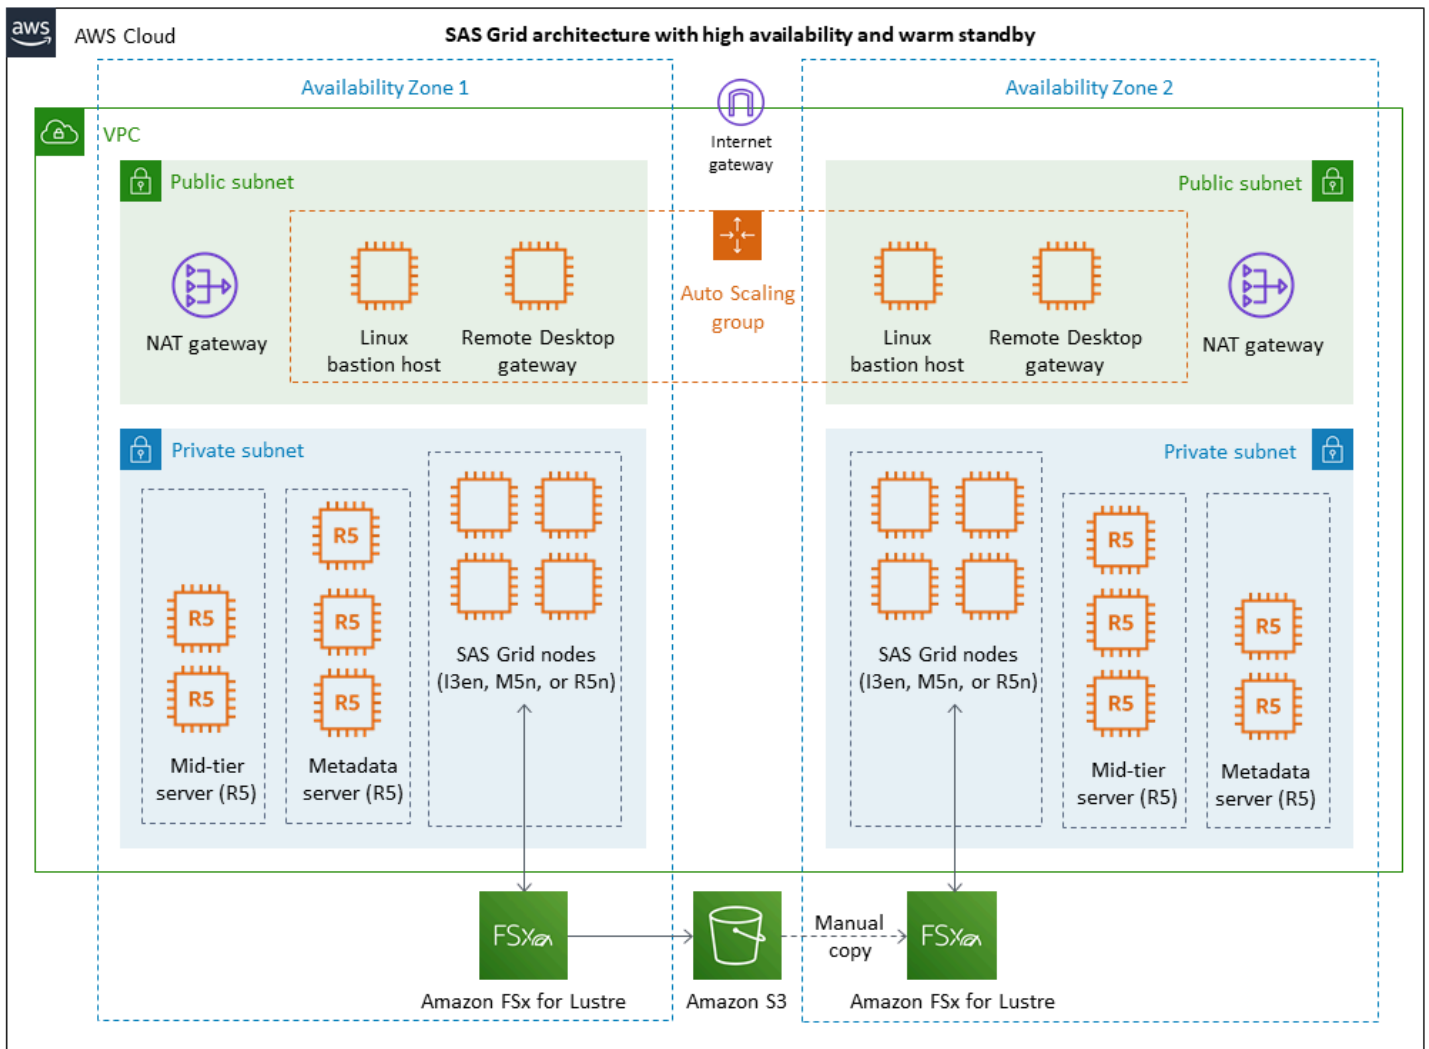 aws
AWS Cloud
SAS Grid architecture with high availability and warm standby
Availability Zone 1
Availability Zone 2
Internet
gateway
VPC
Public subnet
Public subnet
NAT gateway
Linux
bastion host
Remote Desktop
gateway
Auto Scaling
group
Linux
bastion host
Remote Desktop
gateway
NAT gateway
Private subnet
R5
R5
Mid-tier
server (R5)
R5
R5
R5
Metadata
server (R5)
SAS Grid nodes
(I3en, M5n, or R5n)
Private subnet
SAS Grid nodes
(I3en, M5n, or R5n)
R5
R5
R5
Mid-tier
server (R5)
R5
R5
Metadata
server (R5)
FSx
Amazon FSx for Lustre
Amazon S3
Manual
copy
FSx
Amazon FSx for Lustre